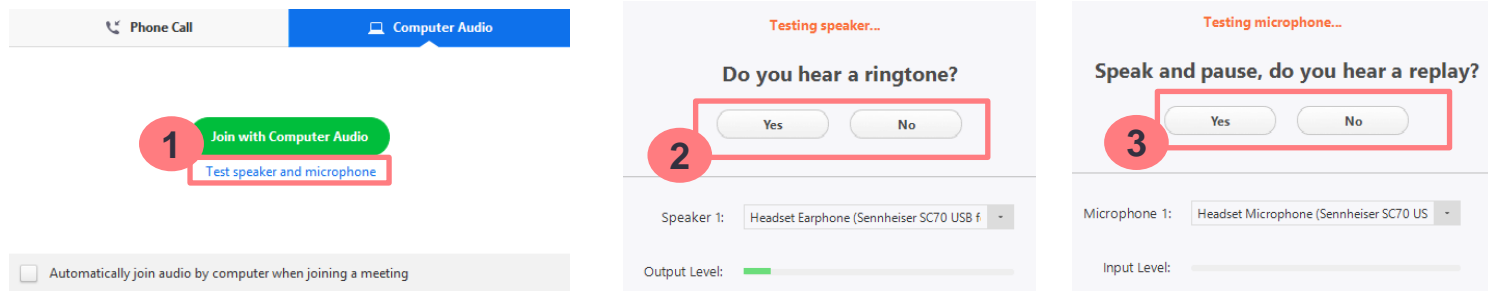 Phone Call
Computer Audio
1
Join with Computer Audio
Test speaker and microphone
Automatically join audio by computer when joining a meeting
Testing speaker...
Do you hear a ringtone?
Yes
No
2
Speaker 1:
Headset Earphone (Sennheiser SC70 USB f
Output Level:
Testing microphone...
Speak and pause, do you hear a replay?
Yes
No
3
Microphone 1:
Headset Microphone (Sennheiser SC70 US
Input Level: